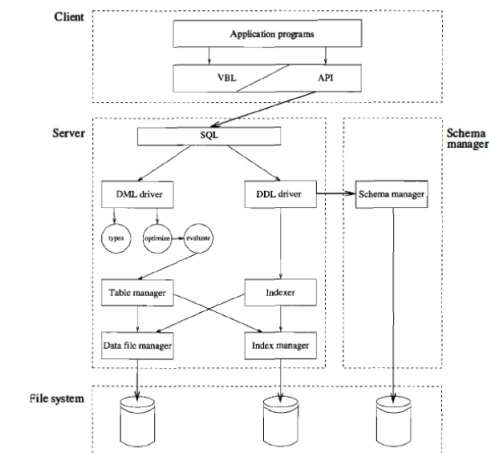 Client
Application programs
VBL
API
Server
SQL
Schema
manager
DML driver
DDL driver
Schema manager
types
optimize
evaluate
Table manager
Indexer
Data file manager
Index manager
File system